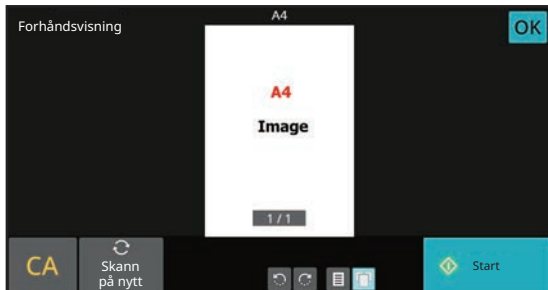 Forhåndsvisning
A4
OK
A4
Image
1 / 1
CA
Skann
på nytt
Start